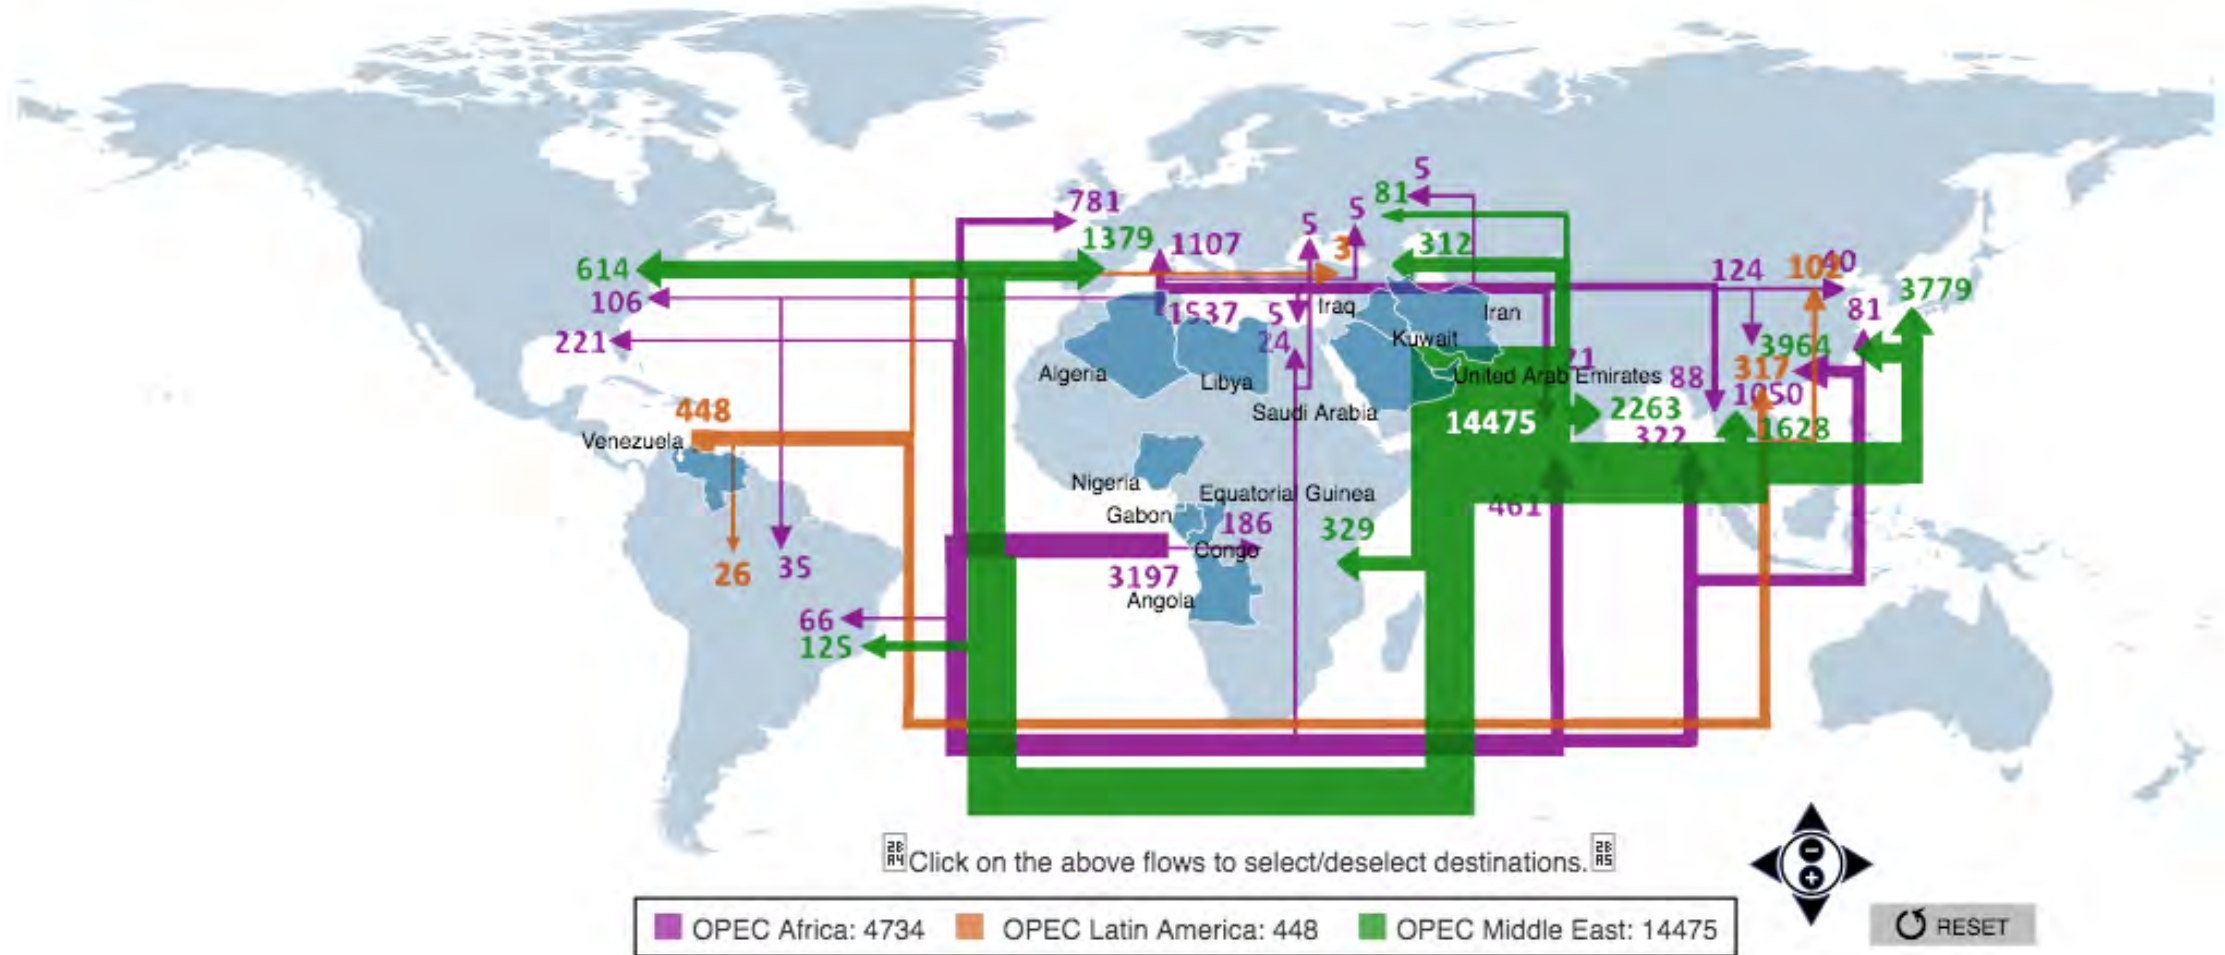 5
81
781
5
5
1379
1107
3
312
614
124
102
40
106
3779
1537
5
Iraq
Iran
81
221
24
Kuwait
3964
Algeria
21
317
Libya
United Arab Emirates
88
448
Saudi Arabia
1050
Venezuela
14475
2263
322
1628
Nigeria
Equatorial Guinea
461
Gabon
186
329
Congo
26
35
3197
Angola
66
125
Click on the above flows to select/deselect destinations.
OPEC Africa: 4734 OPEC Latin America: 448 OPEC Middle East: 14475
RESET